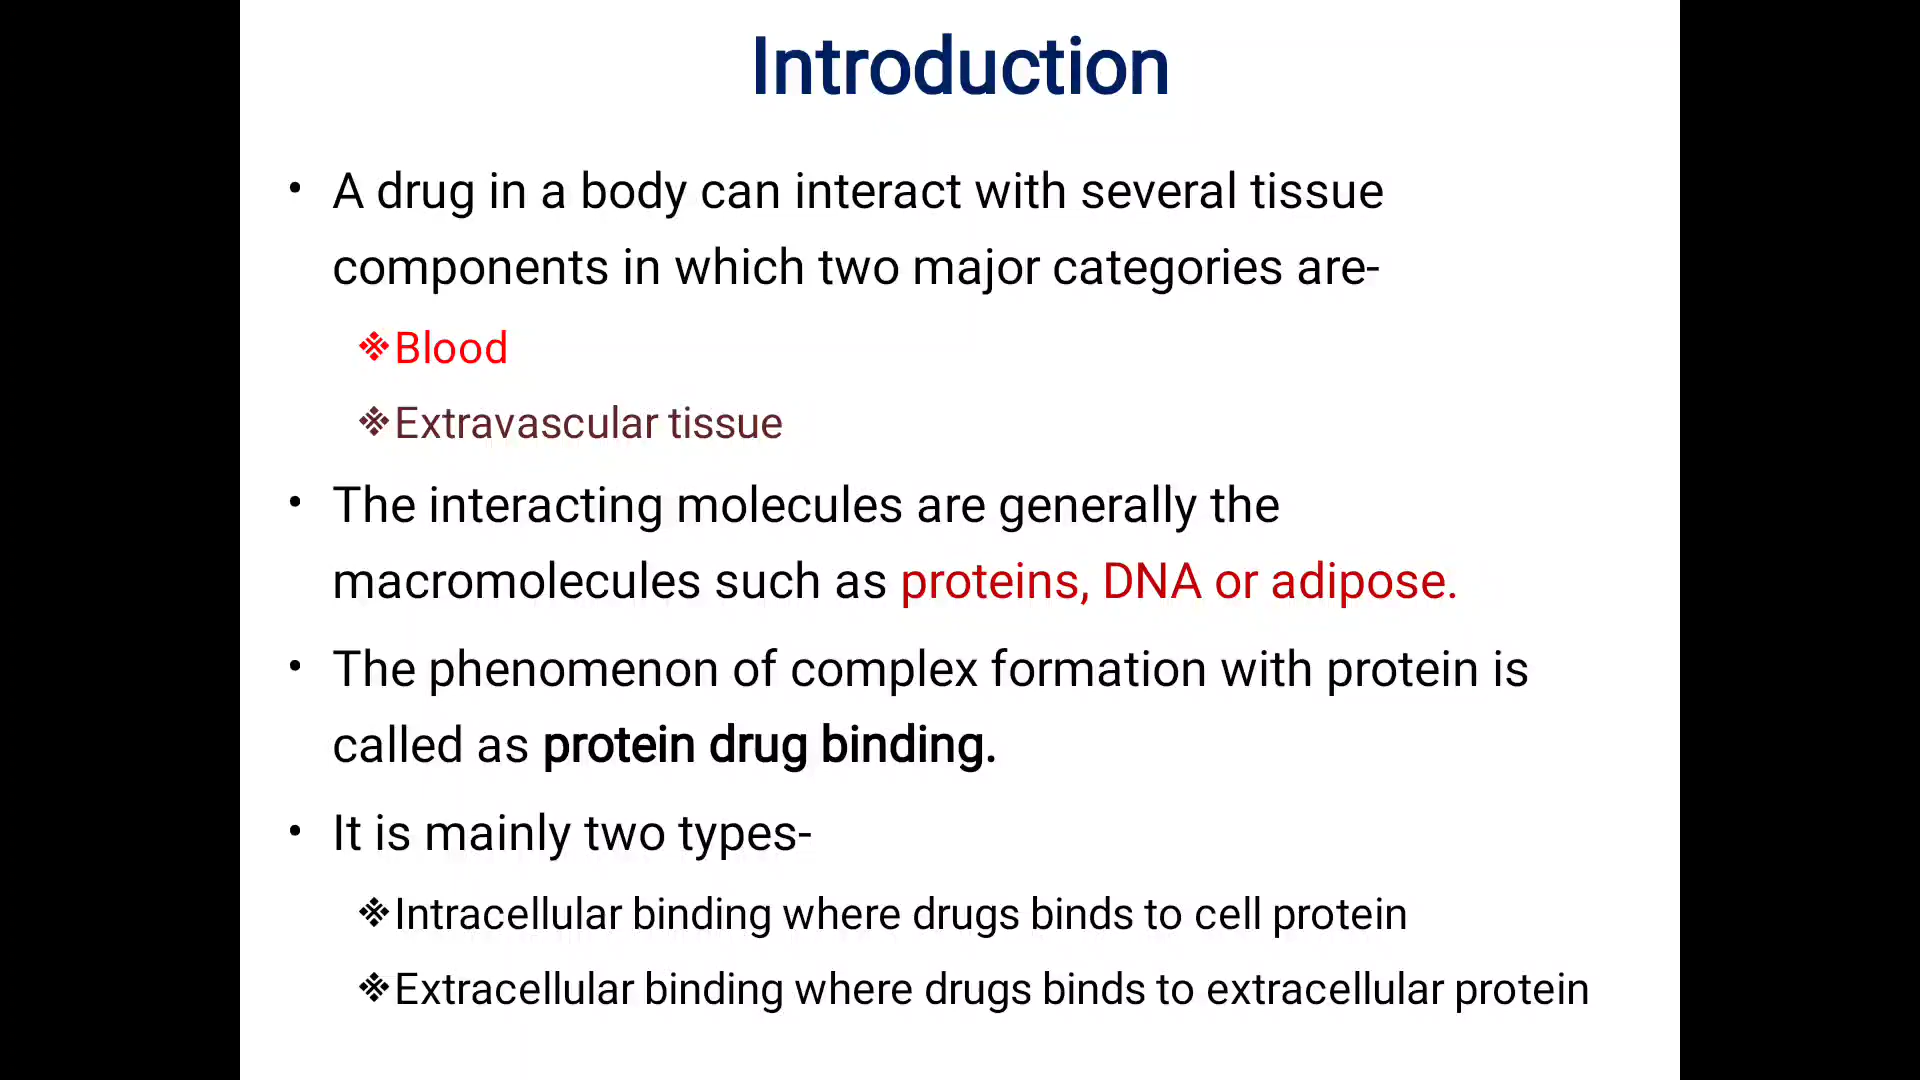 Introduction
• A drug in a body can interact with several tissue
components in which two major categories are-
❖Blood
❖Extravascular tissue
• The interacting molecules are generally the
macromolecules such as proteins, DNA or adipose.
• The phenomenon of complex formation with protein is
called as protein drug binding.
• It is mainly two types-
❖Intracellular binding where drugs binds to cell protein
❖Extracellular binding where drugs binds to extracellular protein